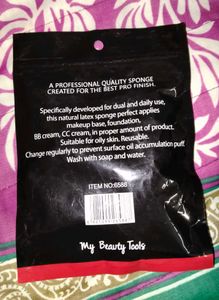 A PROFESSIONAL QUALITY SPONGE
CREATED FOR THE BEST PRO FINISH.
Specifically developed for dual and daily use,
this natural latex sponge perfect applies
makeup base, foundation,
BB cream, CC cream, in proper amount of product.
Suitable for oily skin. Reusable.
Change regularly to prevent surface oil accumulation puff.
Wash with soap and water.
ITEM NO:6588
My Beauty Tools